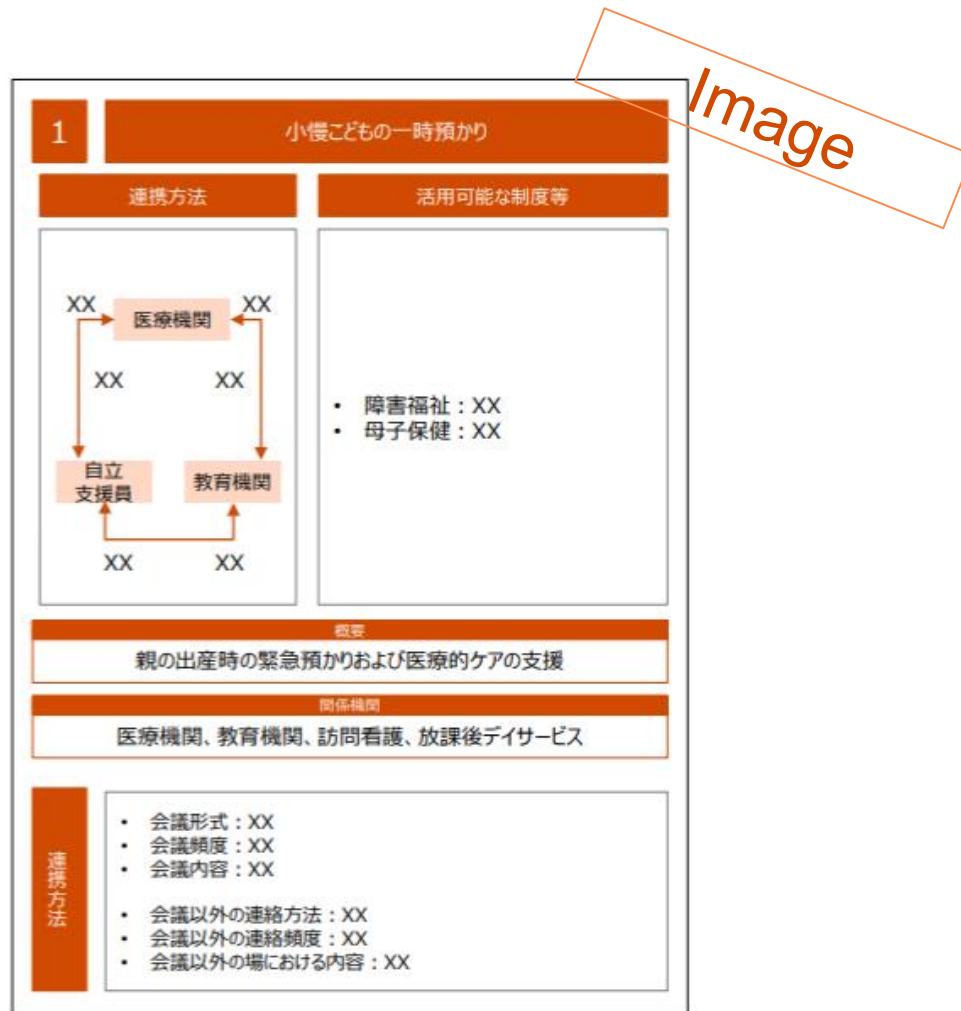 Image
1
小慢こどもの一時預かり
連携方法
活用可能な制度等
XX
XX
医療機関
XX
XX
自立
支援員
教育機関
XX
XX
• 障害福祉：XX
• 母子保健：XX
概要
親の出産時の緊急預かりおよび医療的ケアの支援
関係機関
医療機関、教育機関、訪問看護、放課後デイサービス
連携方法
• 会議形式：XX
• 会議頻度：XX
• 会議内容：XX
• 会議以外の連絡方法：XX
• 会議以外の連絡頻度：XX
• 会議以外の場における内容：XX